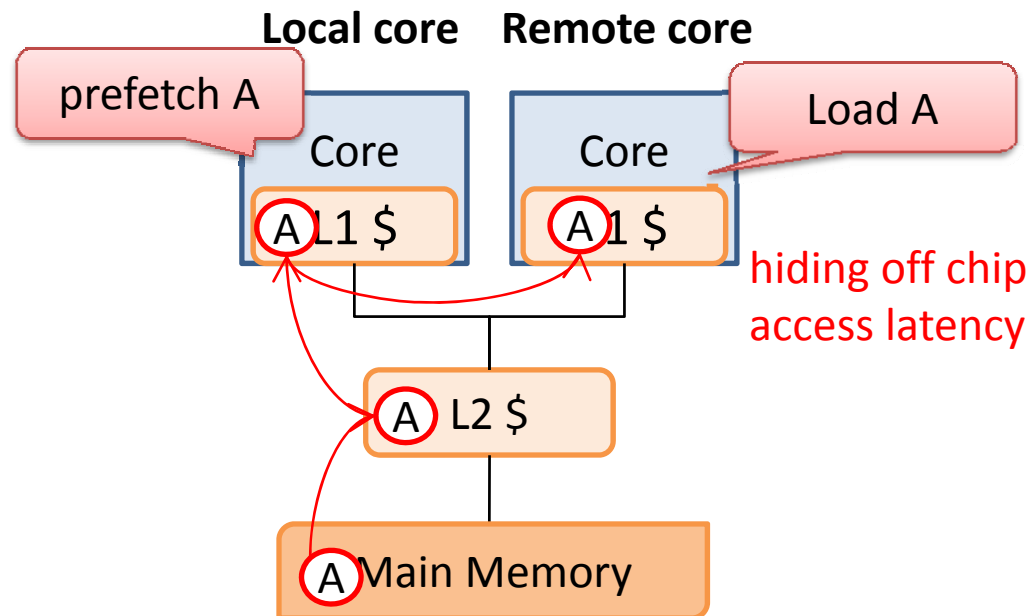 Local core Remote core
prefetch A
Load A
Core
Core
A L1 $
A 1 $
hiding off chip
access latency
A L2 $
A Main Memory